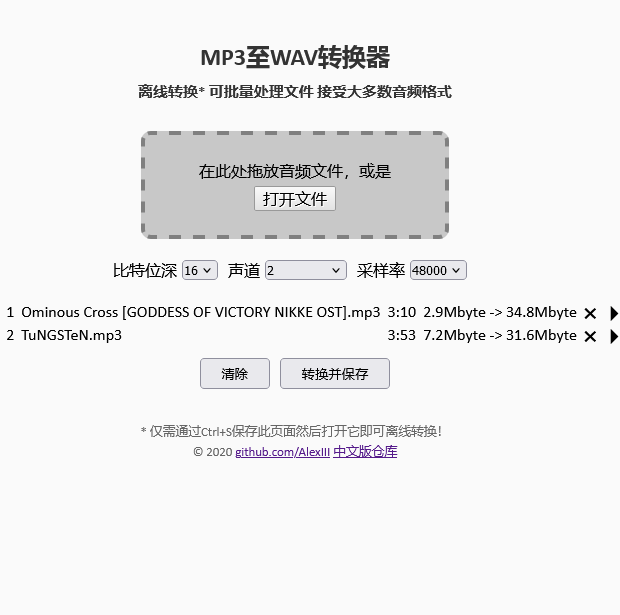 MP3至WAV转换器
离线转换* 可批量处理文件 接受大多数音频格式
在此处拖放音频文件，或是
打开文件
比特位深 16 声道 2 采样率 48000
1 Ominous Cross [GODDESS OF VICTORY NIKKE OST].mp3 3:10 2.9Mbyte -> 34.8Mbyte
2 TuNGSTeN.mp3 3:53 7.2Mbyte -> 31.6Mbyte
清除 转换并保存
* 仅需通过Ctrl+S保存此页面然后打开它即可离线转换！
© 2020 github.com/AlexIII 中文版仓库